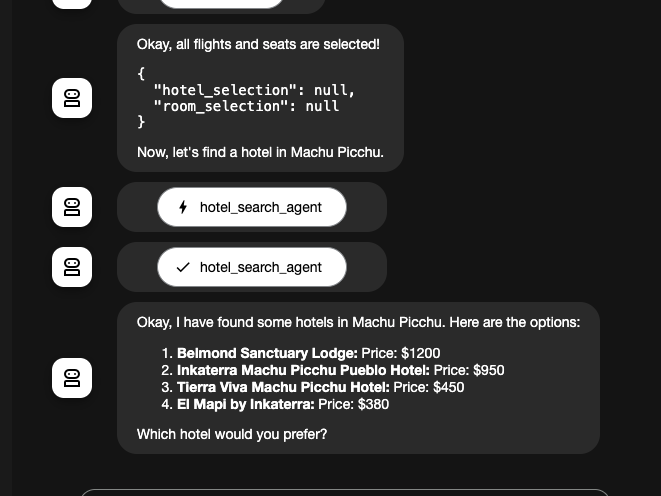 Okay, all flights and seats are selected!
{
  "hotel_selection": null,
  "room_selection": null
}
Now, let's find a hotel in Machu Picchu.
hotel_search_agent
hotel_search_agent
Okay, I have found some hotels in Machu Picchu. Here are the options:
1. Belmond Sanctuary Lodge: Price: $1200
2. Inkaterra Machu Picchu Pueblo Hotel: Price: $950
3. Tierra Viva Machu Picchu Hotel: Price: $450
4. El Mapi by Inkaterra: Price: $380
Which hotel would you prefer?